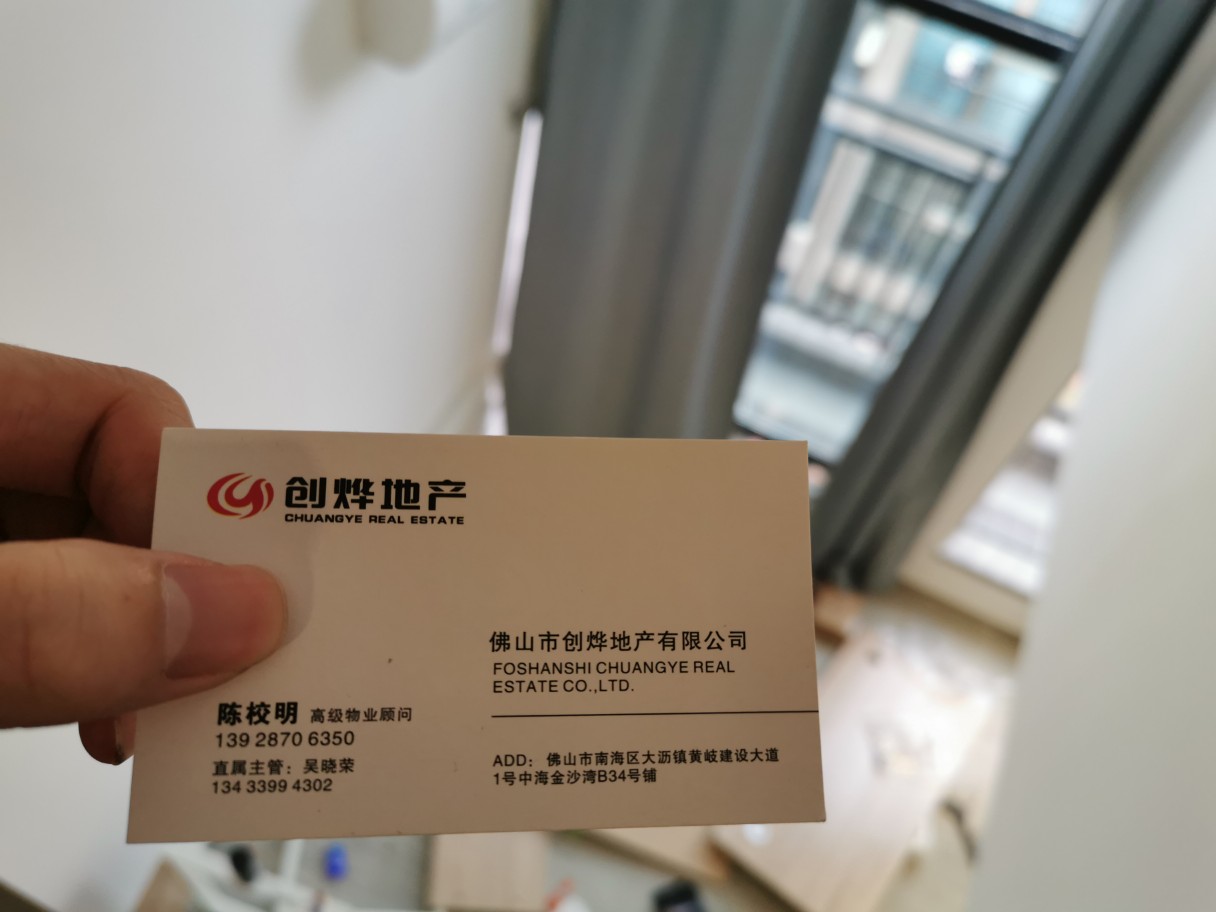 创烨地产
CHUANGYE REAL ESTATE
佛山市创烨地产有限公司
FOSHANSHI CHUANGYE REAL
ESTATE CO.,LTD.
陈校明 高级物业顾问
139 2870 6350
直属主管：吴晓荣
134 3399 4302
ADD： 佛山市南海区大沥镇黄岐建设大道
1号中海金沙湾B34号铺